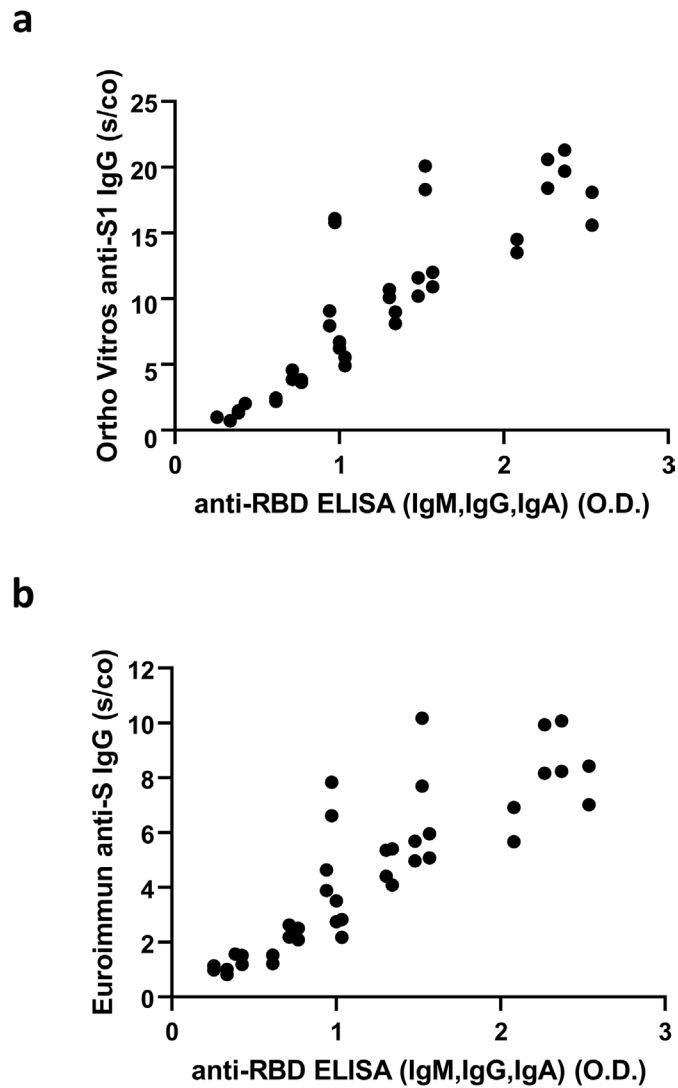 a
Ortho Vitros anti-S1 IgG (s/co)
25
20
15
10
5
0
0 1 2 3
anti-RBD ELISA (IgM,IgG,IgA) (O.D.)
b
Euroimmun anti-S IgG (s/co)
12
10
8
6
4
2
0
0 1 2 3
anti-RBD ELISA (IgM,IgG,IgA) (O.D.)